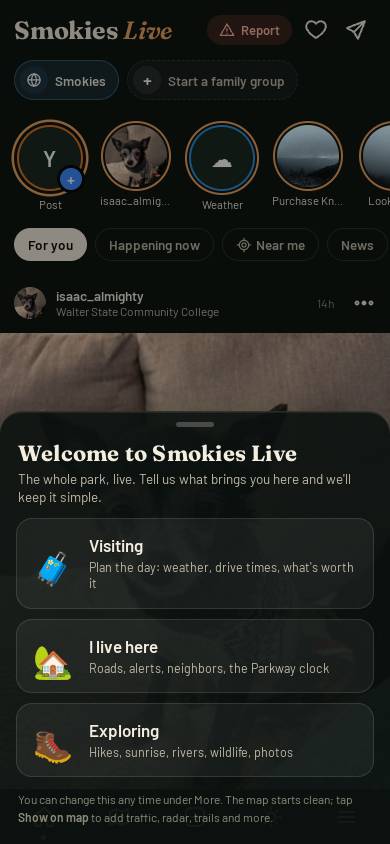 Smokies Live
Report
Smokies
+ Start a family group
Y
+
Post
isaac_almig...
Weather
Purchase Kn...
Look
For you
Happening now
Near me
News
isaac_almighty
14h
Walter State Community College
Welcome to Smokies Live
The whole park, live. Tell us what brings you here and we'll
keep it simple.
Visiting
Plan the day: weather, drive times, what's worth
it
I live here
Roads, alerts, neighbors, the Parkway clock
Exploring
Hikes, sunrise, rivers, wildlife, photos
You can change this any time under More. The map starts clean; tap
Show on map to add traffic, radar, trails and more.